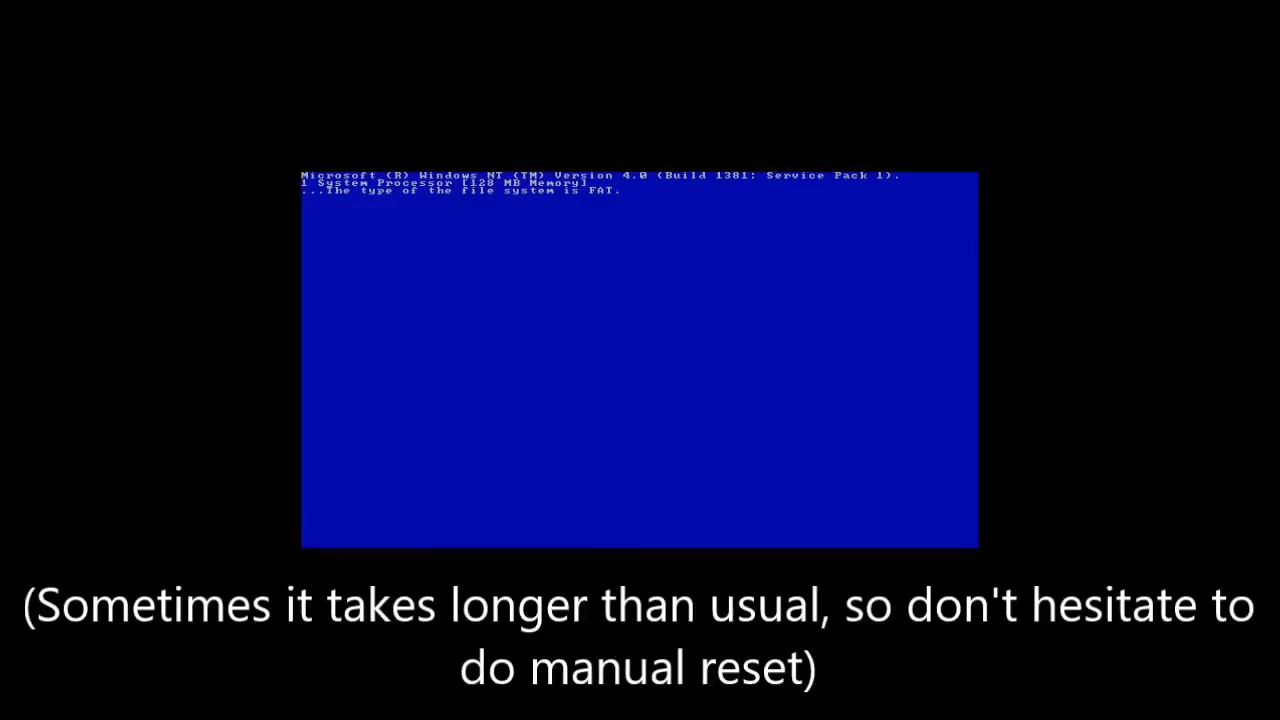 Microsoft (R) Windows NT (TM) Version 4.0 (Build 1381: Service Pack 1).
1 System Processor [128 MB Memory]
...The type of the file system is FAT.
(Sometimes it takes longer than usual, so don't hesitate to
do manual reset)